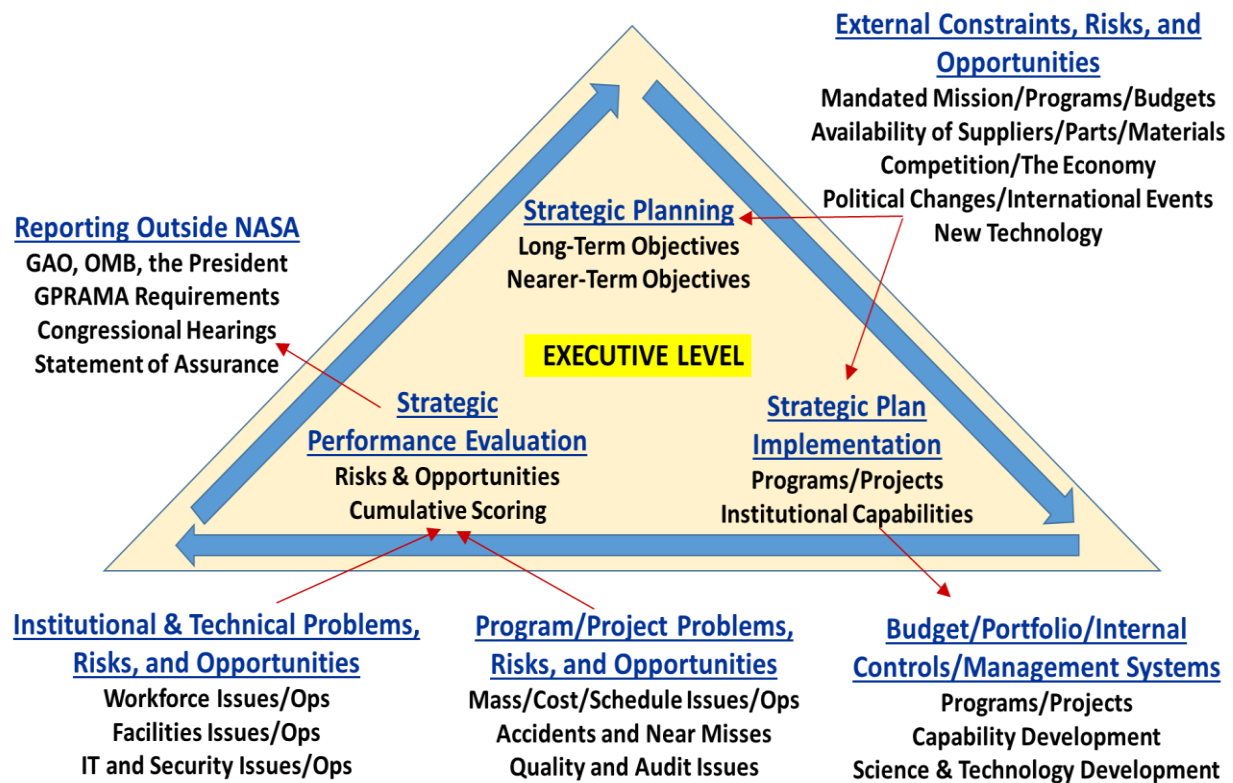 External Constraints, Risks, and
Opportunities
Mandated Mission/Programs/Budgets
Availability of Suppliers/Parts/Materials
Competition/The Economy
Political Changes/International Events
New Technology
Strategic Planning
Long-Term Objectives
Nearer-Term Objectives
Reporting Outside NASA
GAO, OMB, the President
GPRAMA Requirements
Congressional Hearings
Statement of Assurance
EXECUTIVE LEVEL
Strategic
Performance Evaluation
Risks & Opportunities
Cumulative Scoring
Strategic Plan
Implementation
Programs/Projects
Institutional Capabilities
Institutional & Technical Problems,
Risks, and Opportunities
Workforce Issues/Ops
Facilities Issues/Ops
IT and Security Issues/Ops
Program/Project Problems,
Risks, and Opportunities
Mass/Cost/Schedule Issues/Ops
Accidents and Near Misses
Quality and Audit Issues
Budget/Portfolio/Internal
Controls/Management Systems
Programs/Projects
Capability Development
Science & Technology Development